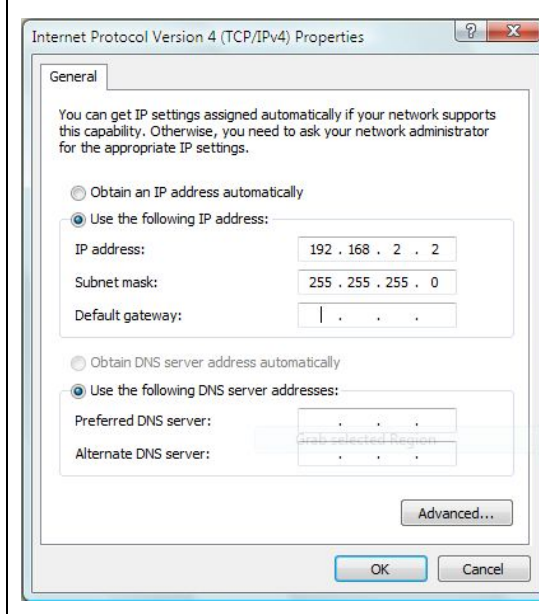 Internet Protocol Version 4 (TCP/IPv4) Properties
? X
General
You can get IP settings assigned automatically if your network supports
this capability. Otherwise, you need to ask your network administrator
for the appropriate IP settings.
Obtain an IP address automatically
Use the following IP address:
IP address: 192 . 168 . 2 . 2
Subnet mask: 255 . 255 . 255 . 0
Default gateway: . . .
Obtain DNS server address automatically
Use the following DNS server addresses:
Preferred DNS server: . . .
Grab selected Region
Alternate DNS server: . . .
Advanced...
OK Cancel